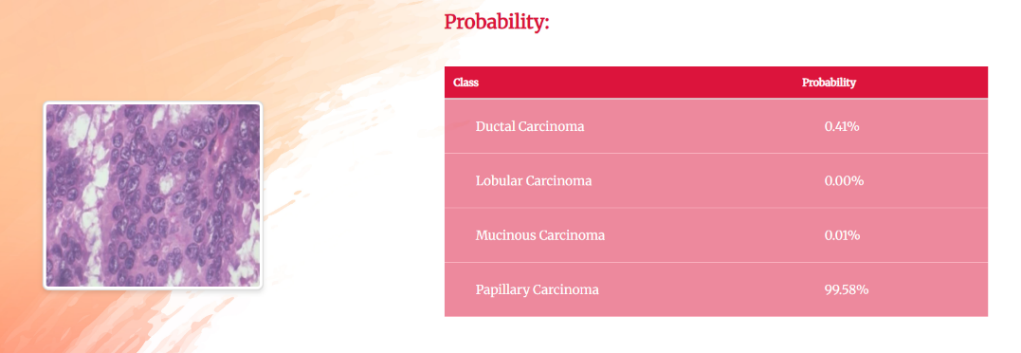 Probability:
Class Probability
Ductal Carcinoma 0.41%
Lobular Carcinoma 0.00%
Mucinous Carcinoma 0.01%
Papillary Carcinoma 99.58%